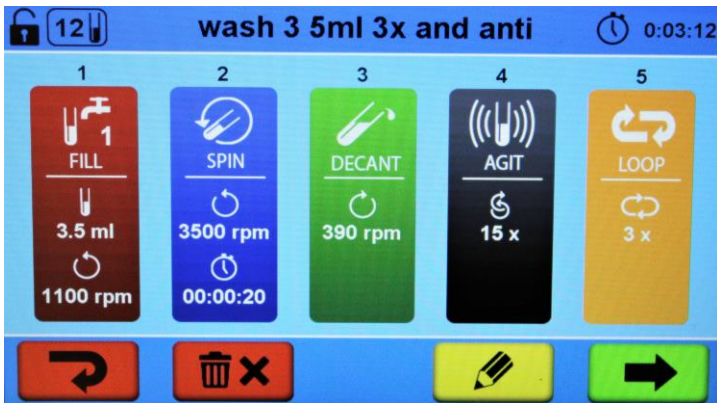 12
wash 3 5ml 3x and anti
0:03:12
1
2
3
4
5
1
FILL
SPIN
DECANT
AGIT
LOOP
3.5 ml
3500 rpm
390 rpm
15 x
3 x
1100 rpm
00:00:20